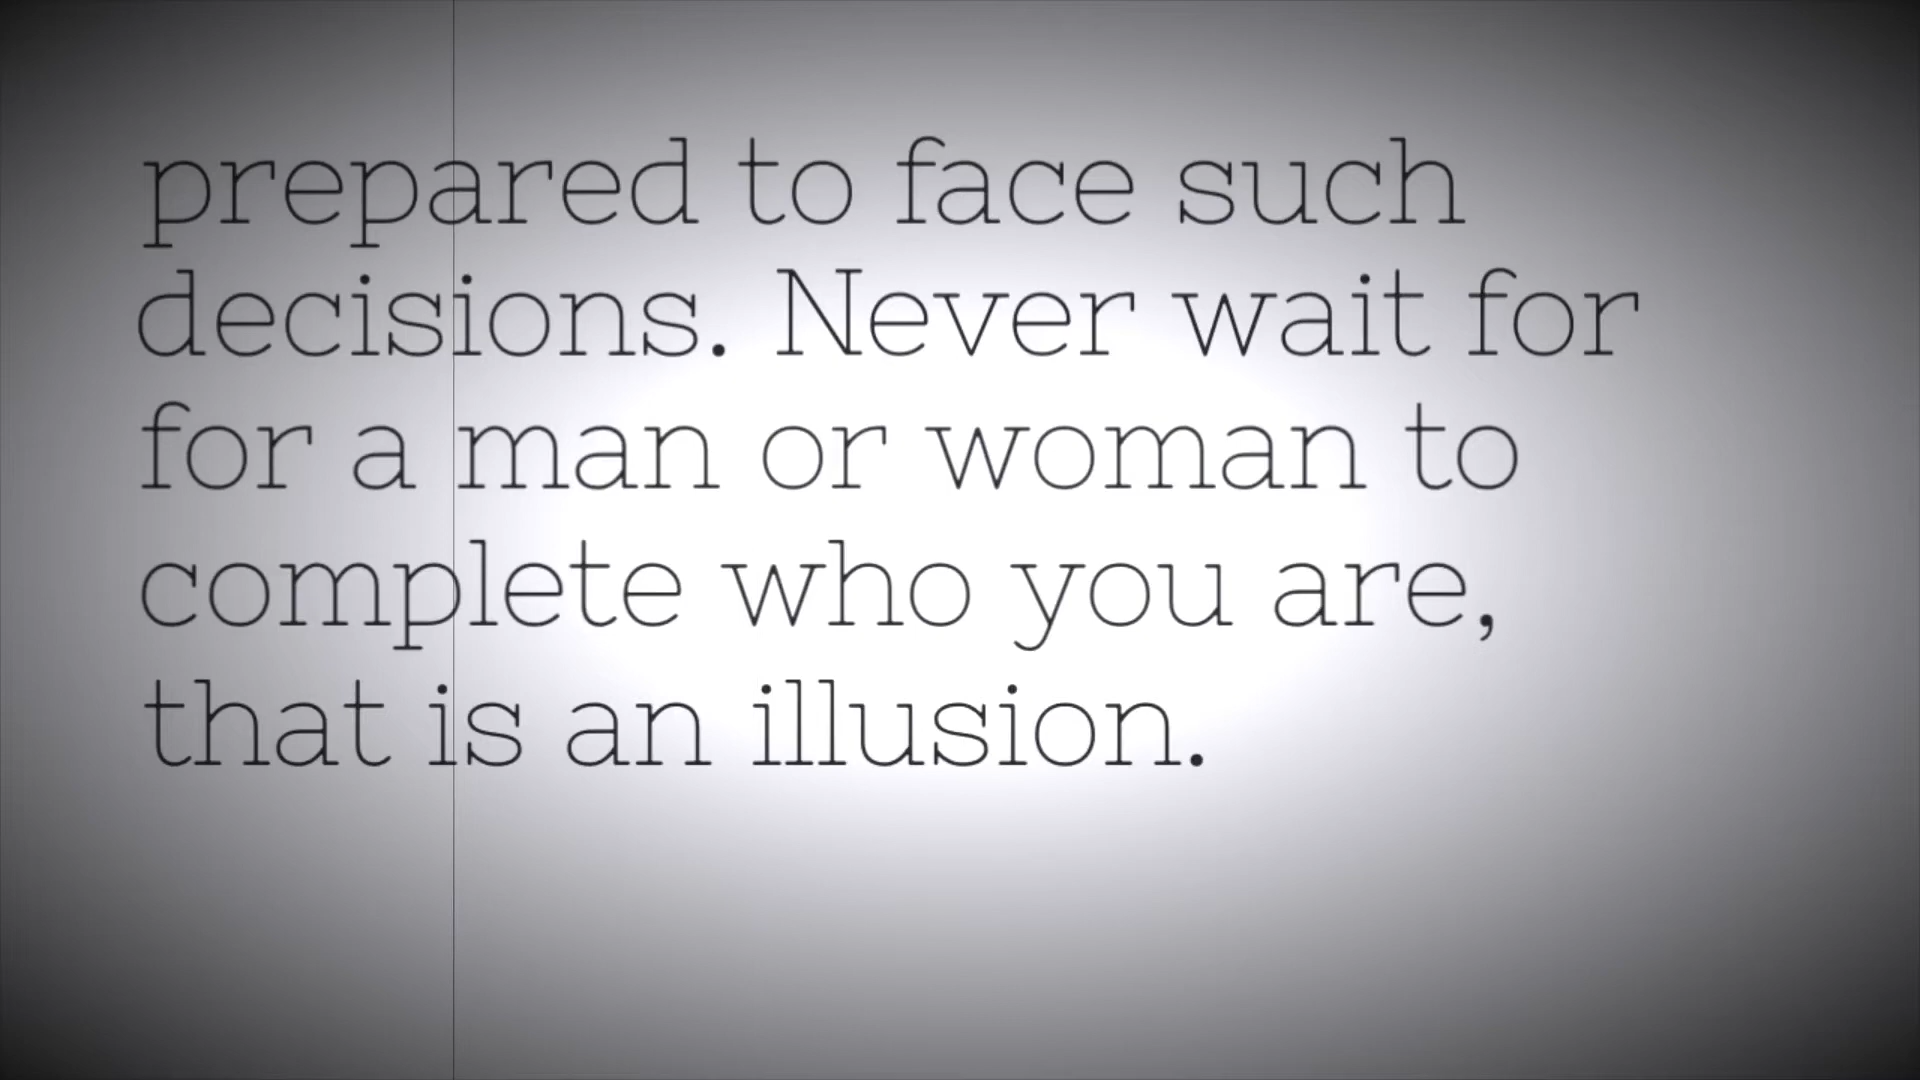 prepared to face such
decisions. Never wait for
for a man or woman to
complete who you are,
that is an illusion.